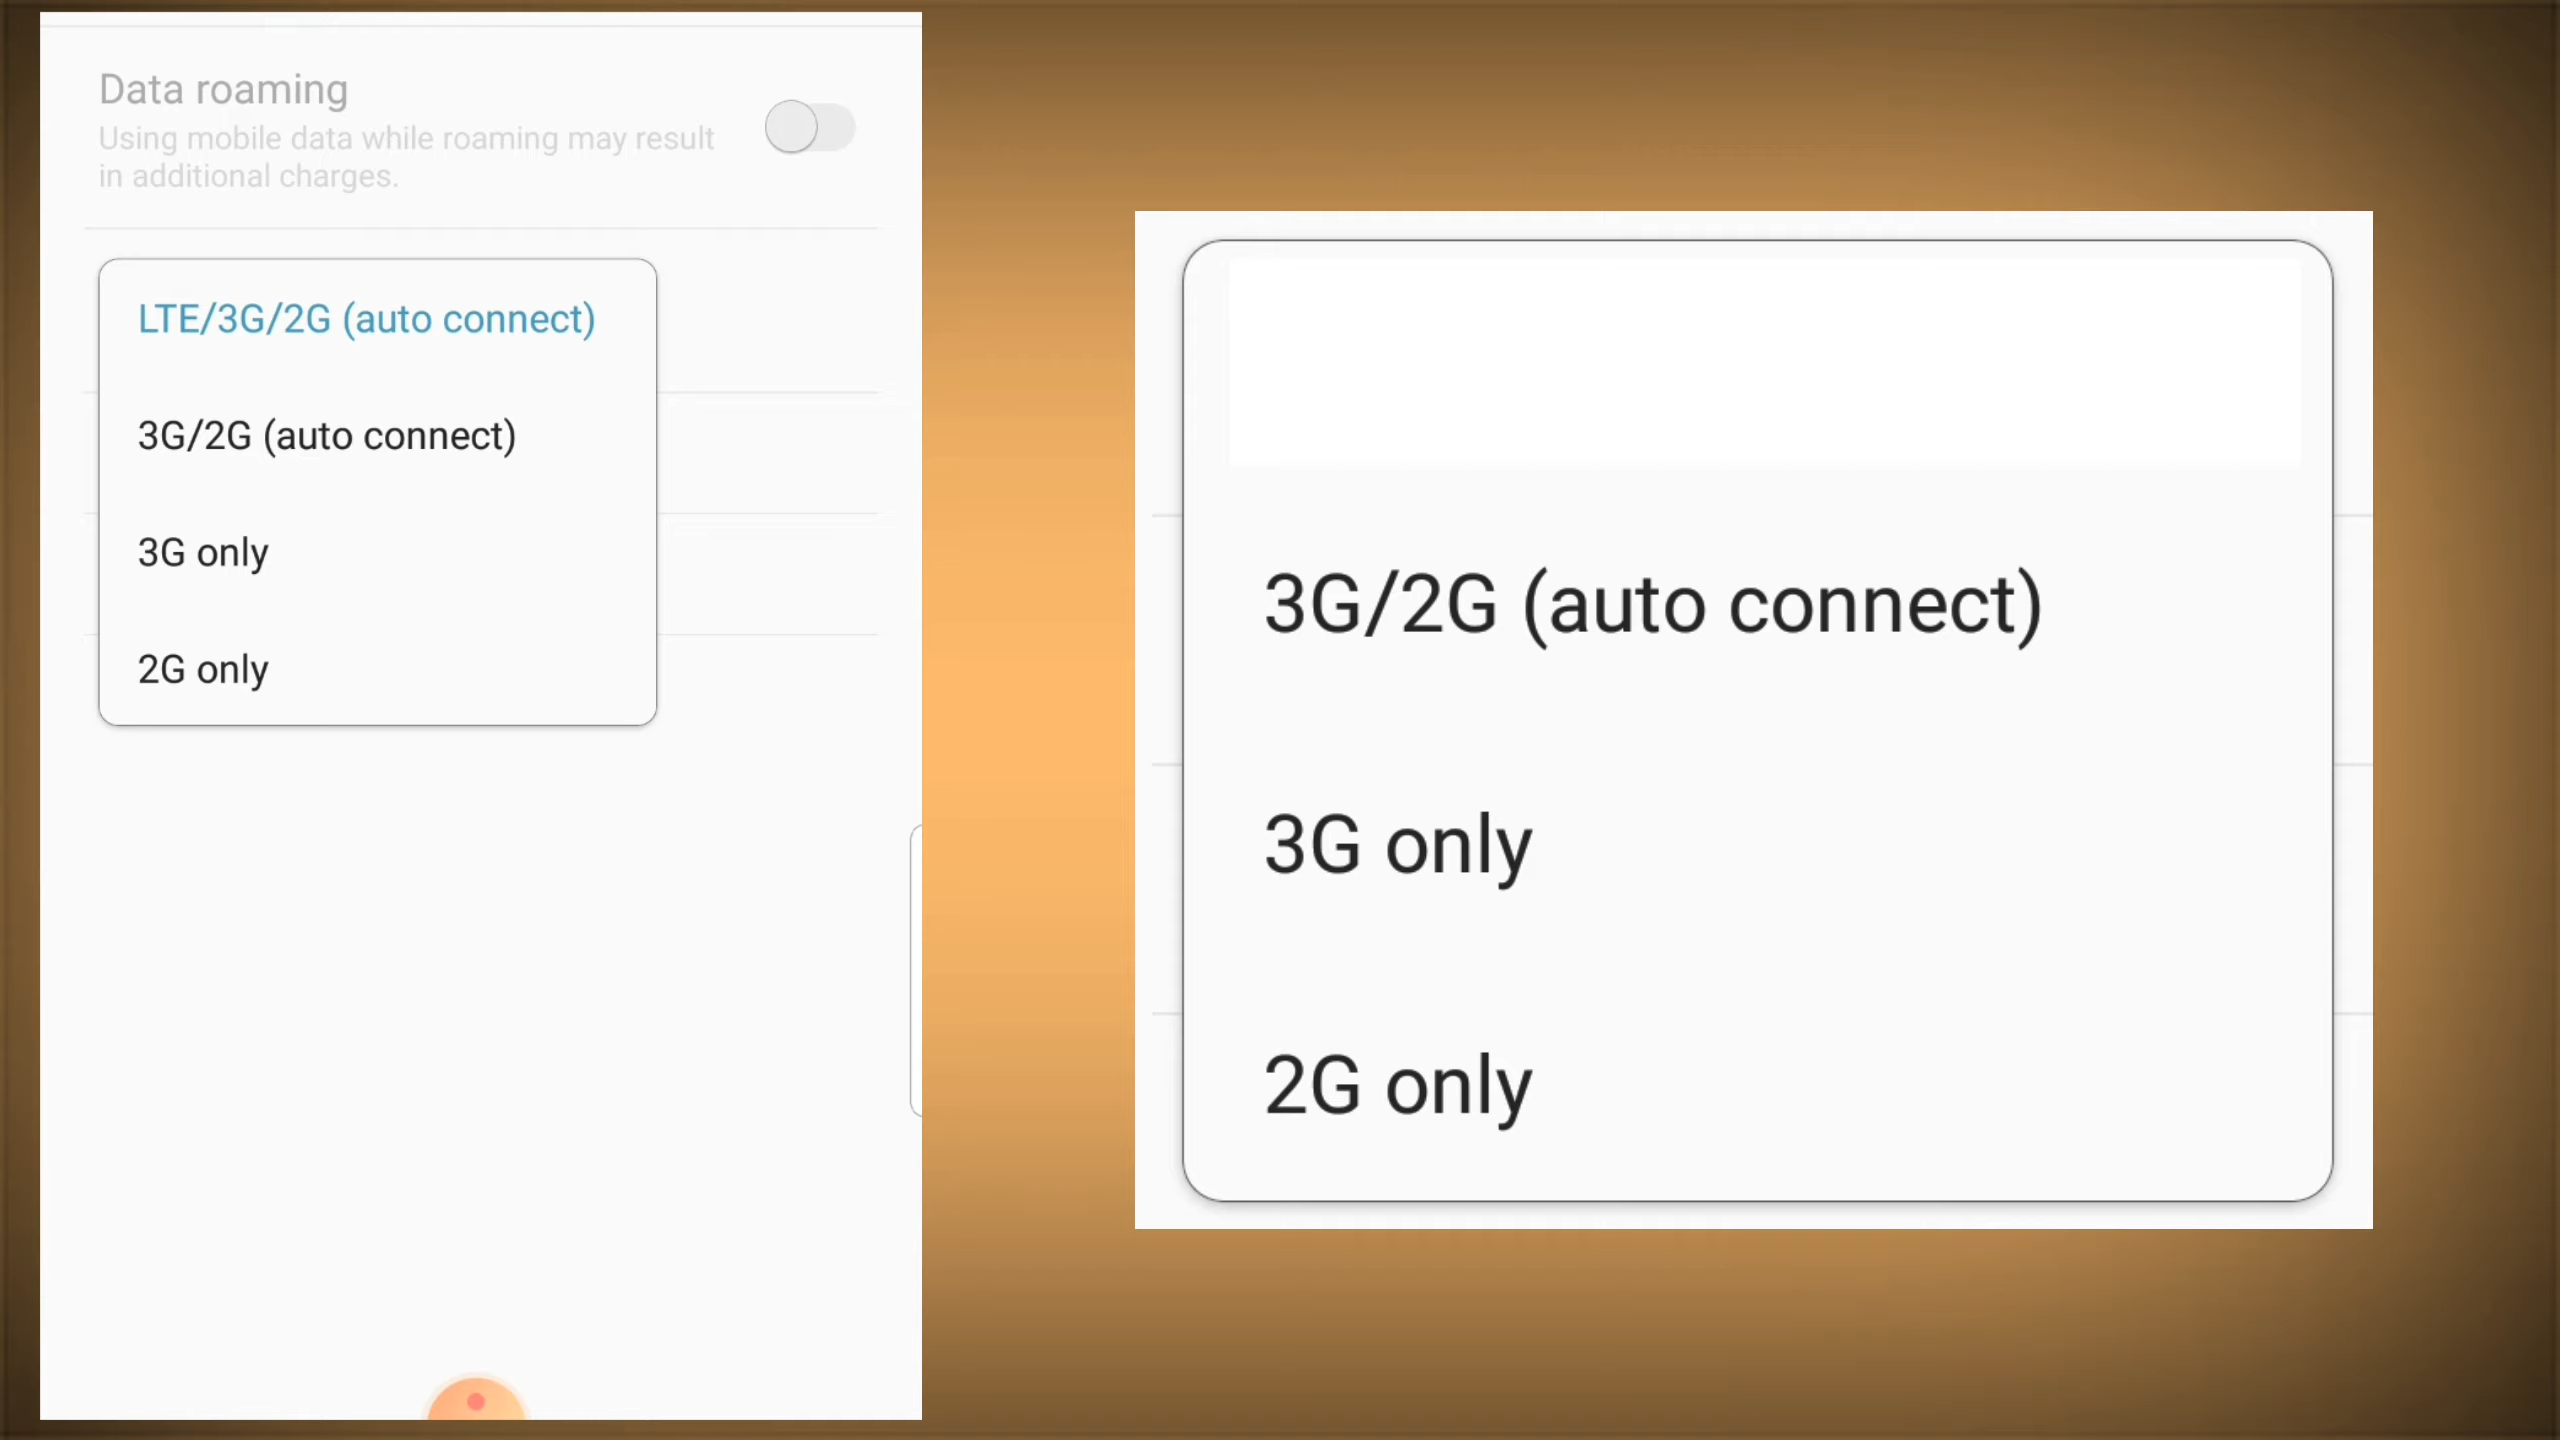 Data roaming
Using mobile data while roaming may result
in additional charges.
LTE/3G/2G (auto connect)
3G/2G (auto connect)
3G only
2G only
3G/2G (auto connect)
3G only
2G only